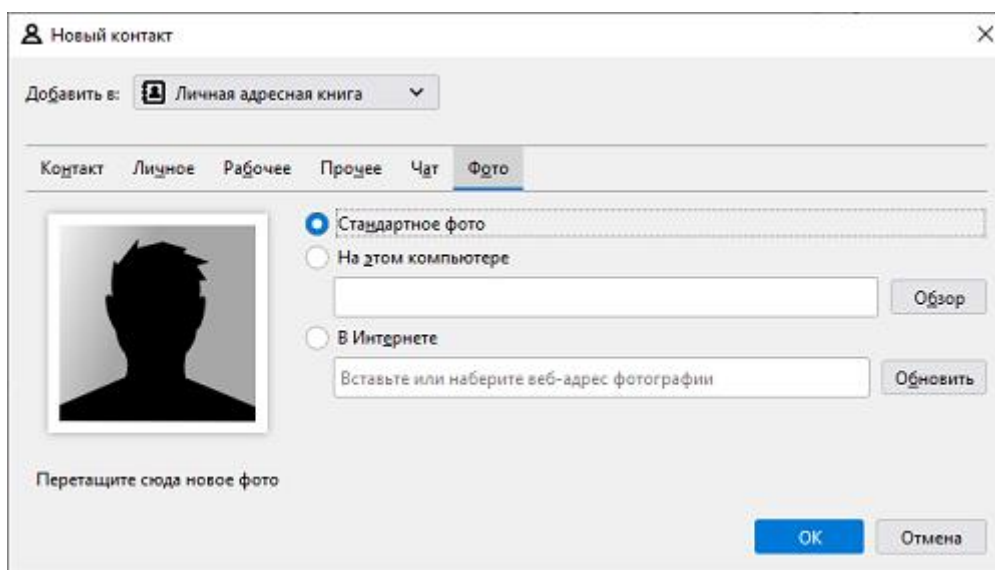 Новый контакт
Добавить в: Личная адресная книга
Контакт Личное Рабочее Прочее Чат Фото
Стандартное фото
На этом компьютере
Обзор
В Интернете
Вставьте или наберите веб-адрес фотографии Обновить
Перетащите сюда новое фото
ОК Отмена